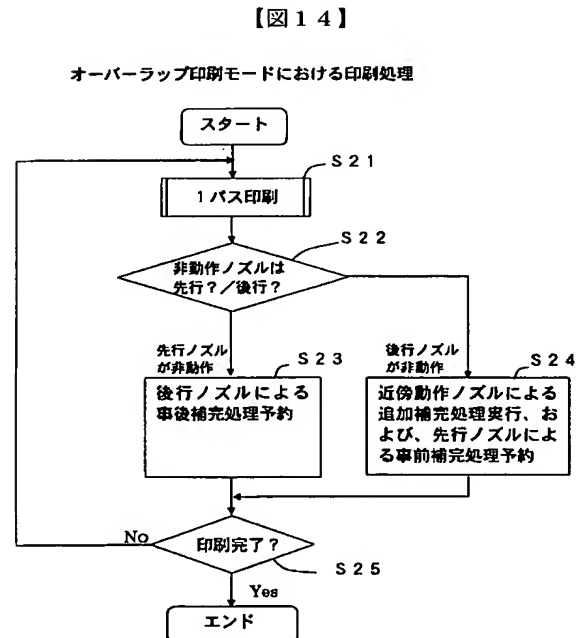 【図１４】
オーバーラップ印刷モードにおける印刷処理
スタート
Ｓ２１
１パス印刷
Ｓ２２
非動作ノズルは
先行？／後行？
先行ノズル
が非動作
Ｓ２３
後行ノズルによる
事後補完処理予約
後行ノズル
が非動作
Ｓ２４
近傍動作ノズルによる
追加補完処理実行、お
よび、先行ノズルによ
る事前補完処理予約
No
印刷完了？
Ｓ２５
Yes
エンド